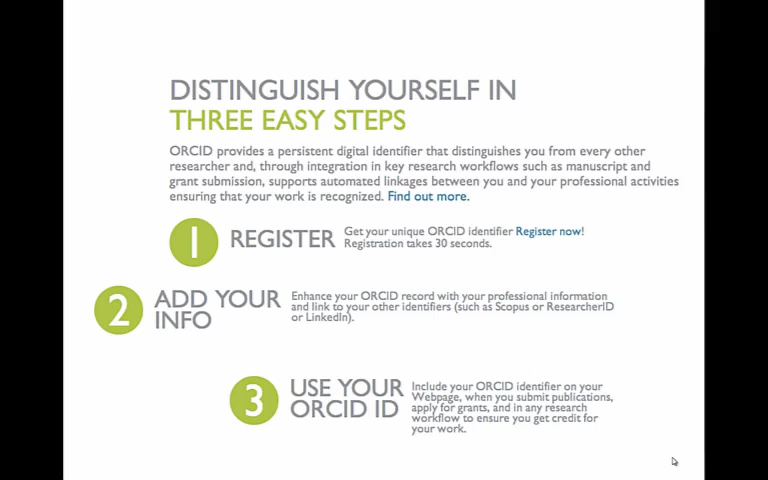 DISTINGUISH YOURSELF IN
THREE EASY STEPS
ORCID provides a persistent digital identifier that distinguishes you from every other
researcher and, through integration in key research workflows such as manuscript and
grant submission, supports automated linkages between you and your professional activities
ensuring that your work is recognized. Find out more.
1
REGISTER
Get your unique ORCID identifier Register now!
Registration takes 30 seconds.
2
ADD YOUR
INFO
Enhance your ORCID record with your professional information
and link to your other identifiers (such as Scopus or ResearcherID
or LinkedIn).
3
USE YOUR
ORCID ID
Include your ORCID identifier on your
Webpage, when you submit publications,
apply for grants, and in any research
workflow to ensure you get credit for
your work.